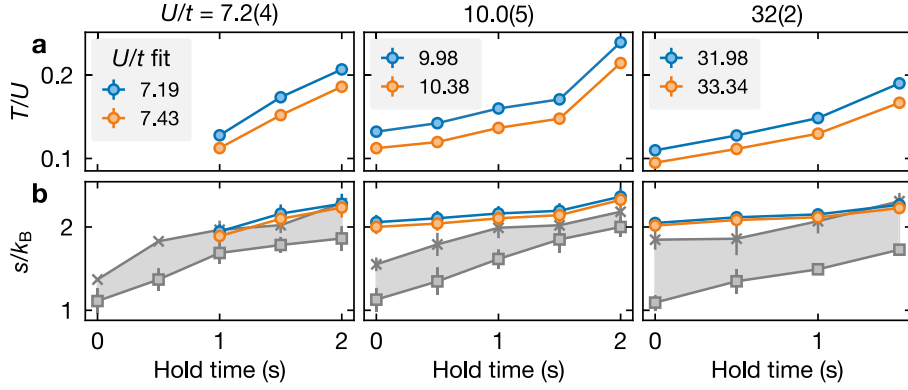 U/t = 7.2(4)
10.0(5)
32(2)
a
T/U
0.2
0.1
U/t fit
7.19
7.43
9.98
10.38
31.98
33.34
b
s/kB
2
1
0 1 2
0 1 2
0 1
Hold time (s)
Hold time (s)
Hold time (s)